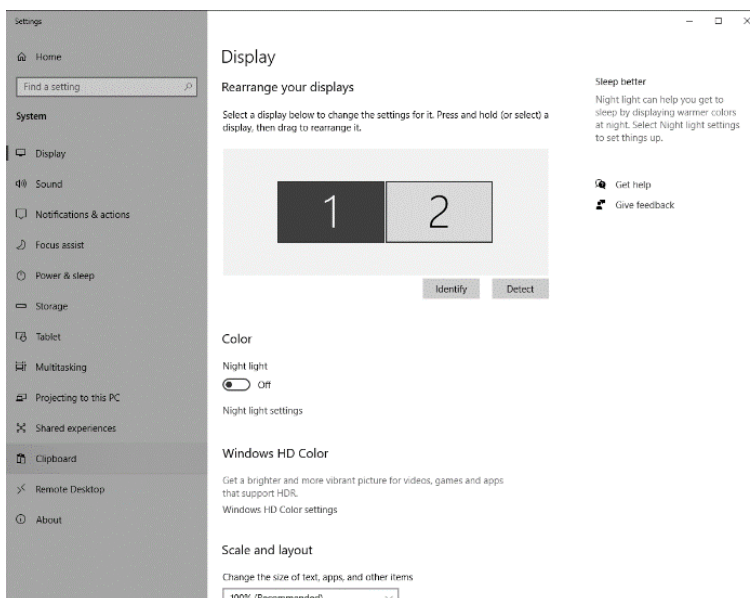 Settings
Home
Find a setting
System
Display
Sound
Notifications & actions
Focus assist
Power & sleep
Storage
Tablet
Multitasking
Projecting to this PC
Shared experiences
Clipboard
Remote Desktop
About
Display
Rearrange your displays
Select a display below to change the settings for it. Press and hold (or select) a
display, then drag to rearrange it.
1 2
Identify Detect
Color
Night light
Off
Night light settings
Windows HD Color
Get a brighter and more vibrant picture for videos, games and apps
that support HDR.
Windows HD Color settings
Scale and layout
Change the size of text, apps, and other items
100% (Recommended)
Sleep better
Night light can help you get to
sleep by displaying warmer colors
at night. Select Night light settings
to set things up.
Get help
Give feedback